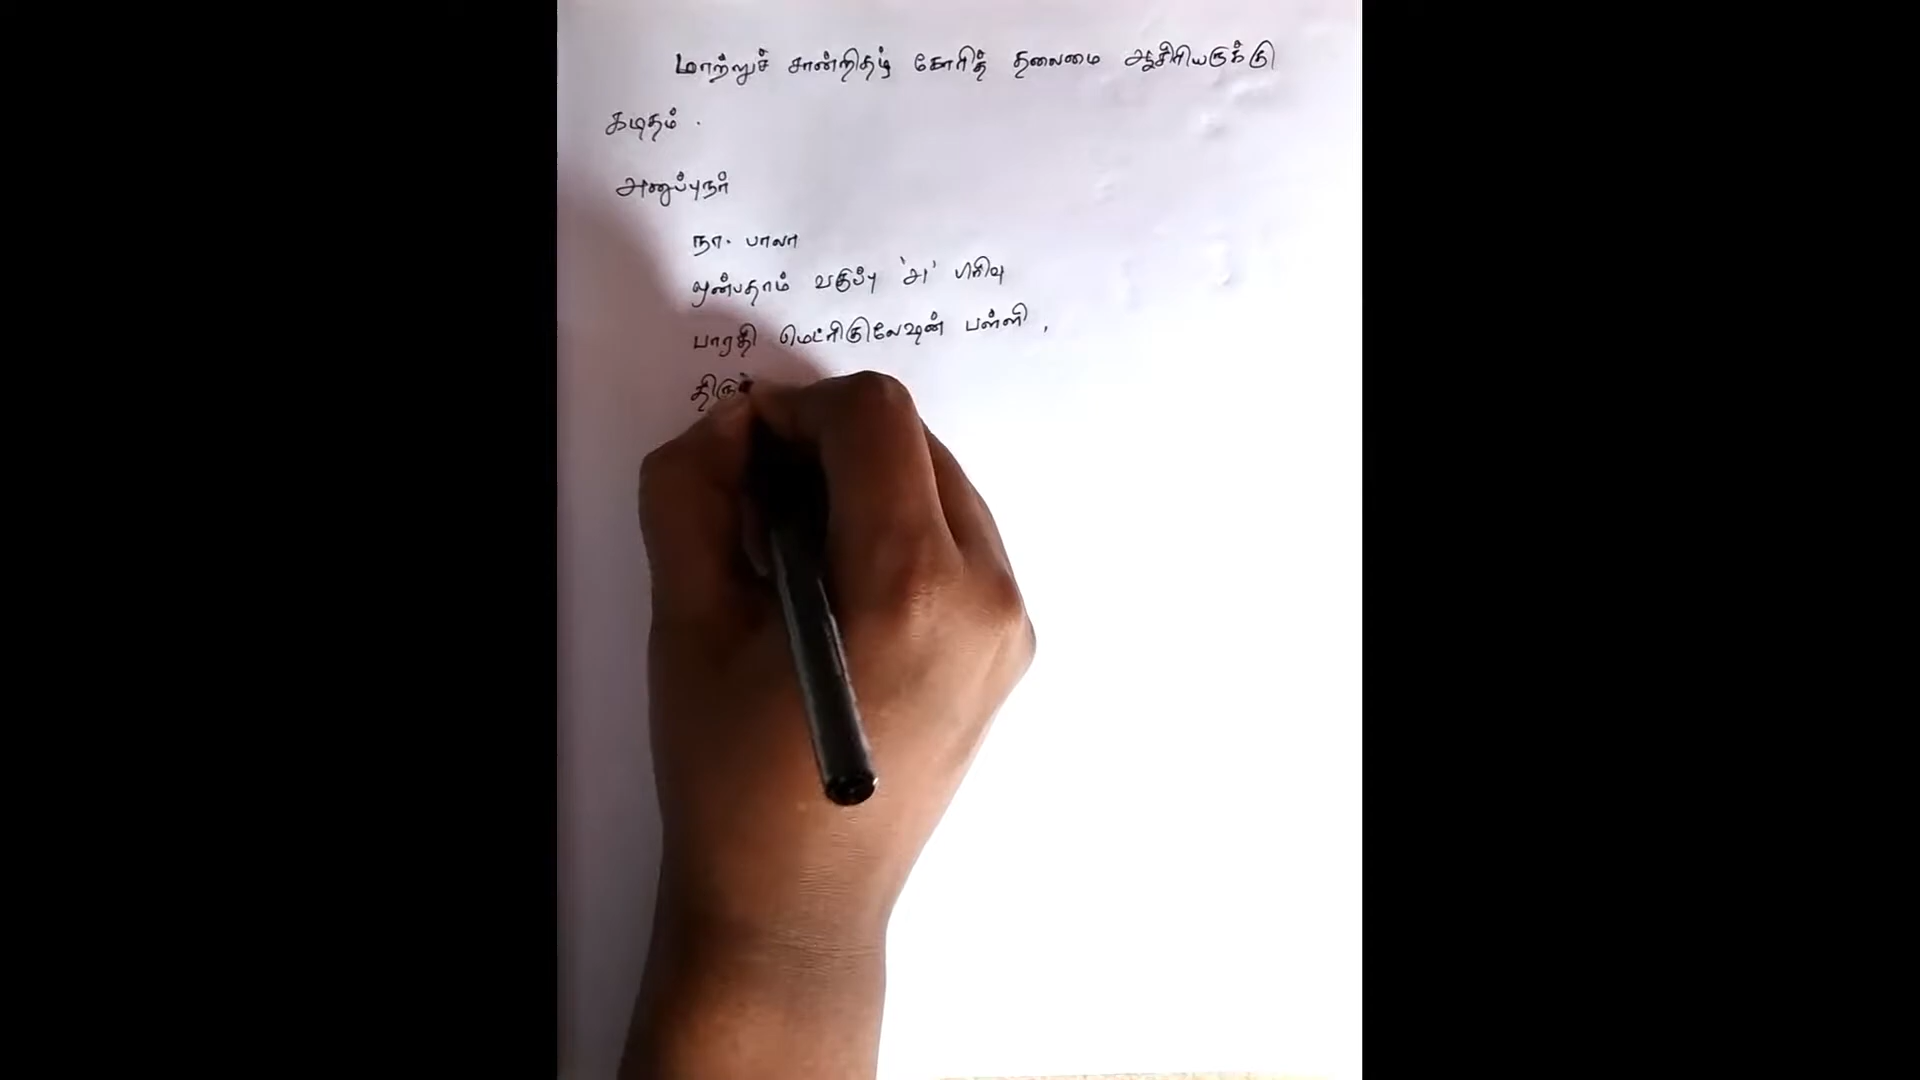 மாற்றுச் சான்றிதழ் கோரித் தலைமை ஆசிரியருக்கு
கடிதம் .
அனுப்புநர்
நா. பாலா
ஒன்பதாம் வகுப்பு 'அ' பிரிவு
பாரதி மெட்ரிகுலேஷன் பள்ளி ,